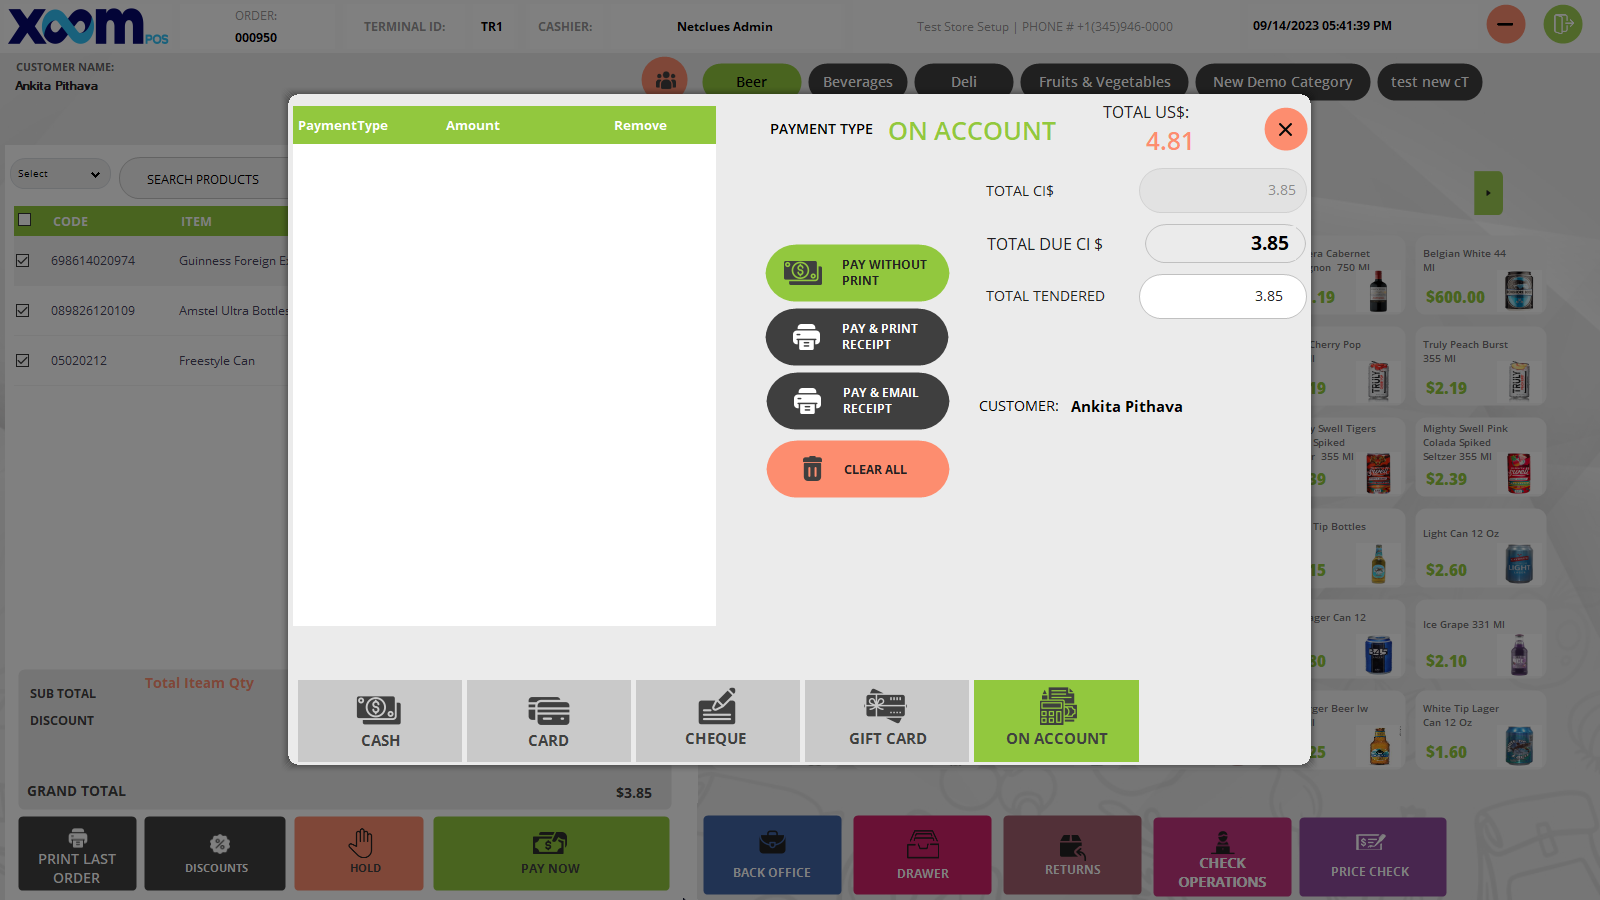 xoom POS
ORDER:
000950
TERMINAL ID: TR1
CASHIER: Netclues Admin
Test Store Setup | PHONE # +1(345)946-0000
09/14/2023 05:41:39 PM
CUSTOMER NAME:
Ankita Pithava
Beer
Beverages
Deli
Fruits & Vegetables
New Demo Category
test new cT
Select
SEARCH PRODUCTS
CODE ITEM
698614020974 Guinness Foreign E
089826120109 Amstel Ultra Bottles
05020212 Freestyle Can
SUB TOTAL Total Iteam Qty
DISCOUNT
GRAND TOTAL $3.85
PaymentType Amount Remove
PAYMENT TYPE ON ACCOUNT
TOTAL US$:
4.81
TOTAL CI$ 3.85
TOTAL DUE CI $ 3.85
TOTAL TENDERED 3.85
PAY WITHOUT
PRINT
PAY & PRINT
RECEIPT
PAY & EMAIL
RECEIPT
CLEAR ALL
CUSTOMER: Ankita Pithava
CASH
CARD
CHEQUE
GIFT CARD
ON ACCOUNT
Cabernet
750 Ml
.19
Belgian White 44
Ml
$600.00
Cherry Pop
19
Truly Peach Burst
355 Ml
$2.19
Swell Tigers
Spiked
355 Ml
39
Mighty Swell Pink
Colada Spiked
Seltzer 355 Ml
$2.39
Tip Bottles
15
Light Can 12 Oz
$2.60
Can 12
30
Ice Grape 331 Ml
$2.10
Beer Iw
25
White Tip Lager
Can 12 Oz
$1.60
PRINT LAST
ORDER
DISCOUNTS
HOLD
PAY NOW
BACK OFFICE
DRAWER
RETURNS
CHECK
OPERATIONS
PRICE CHECK